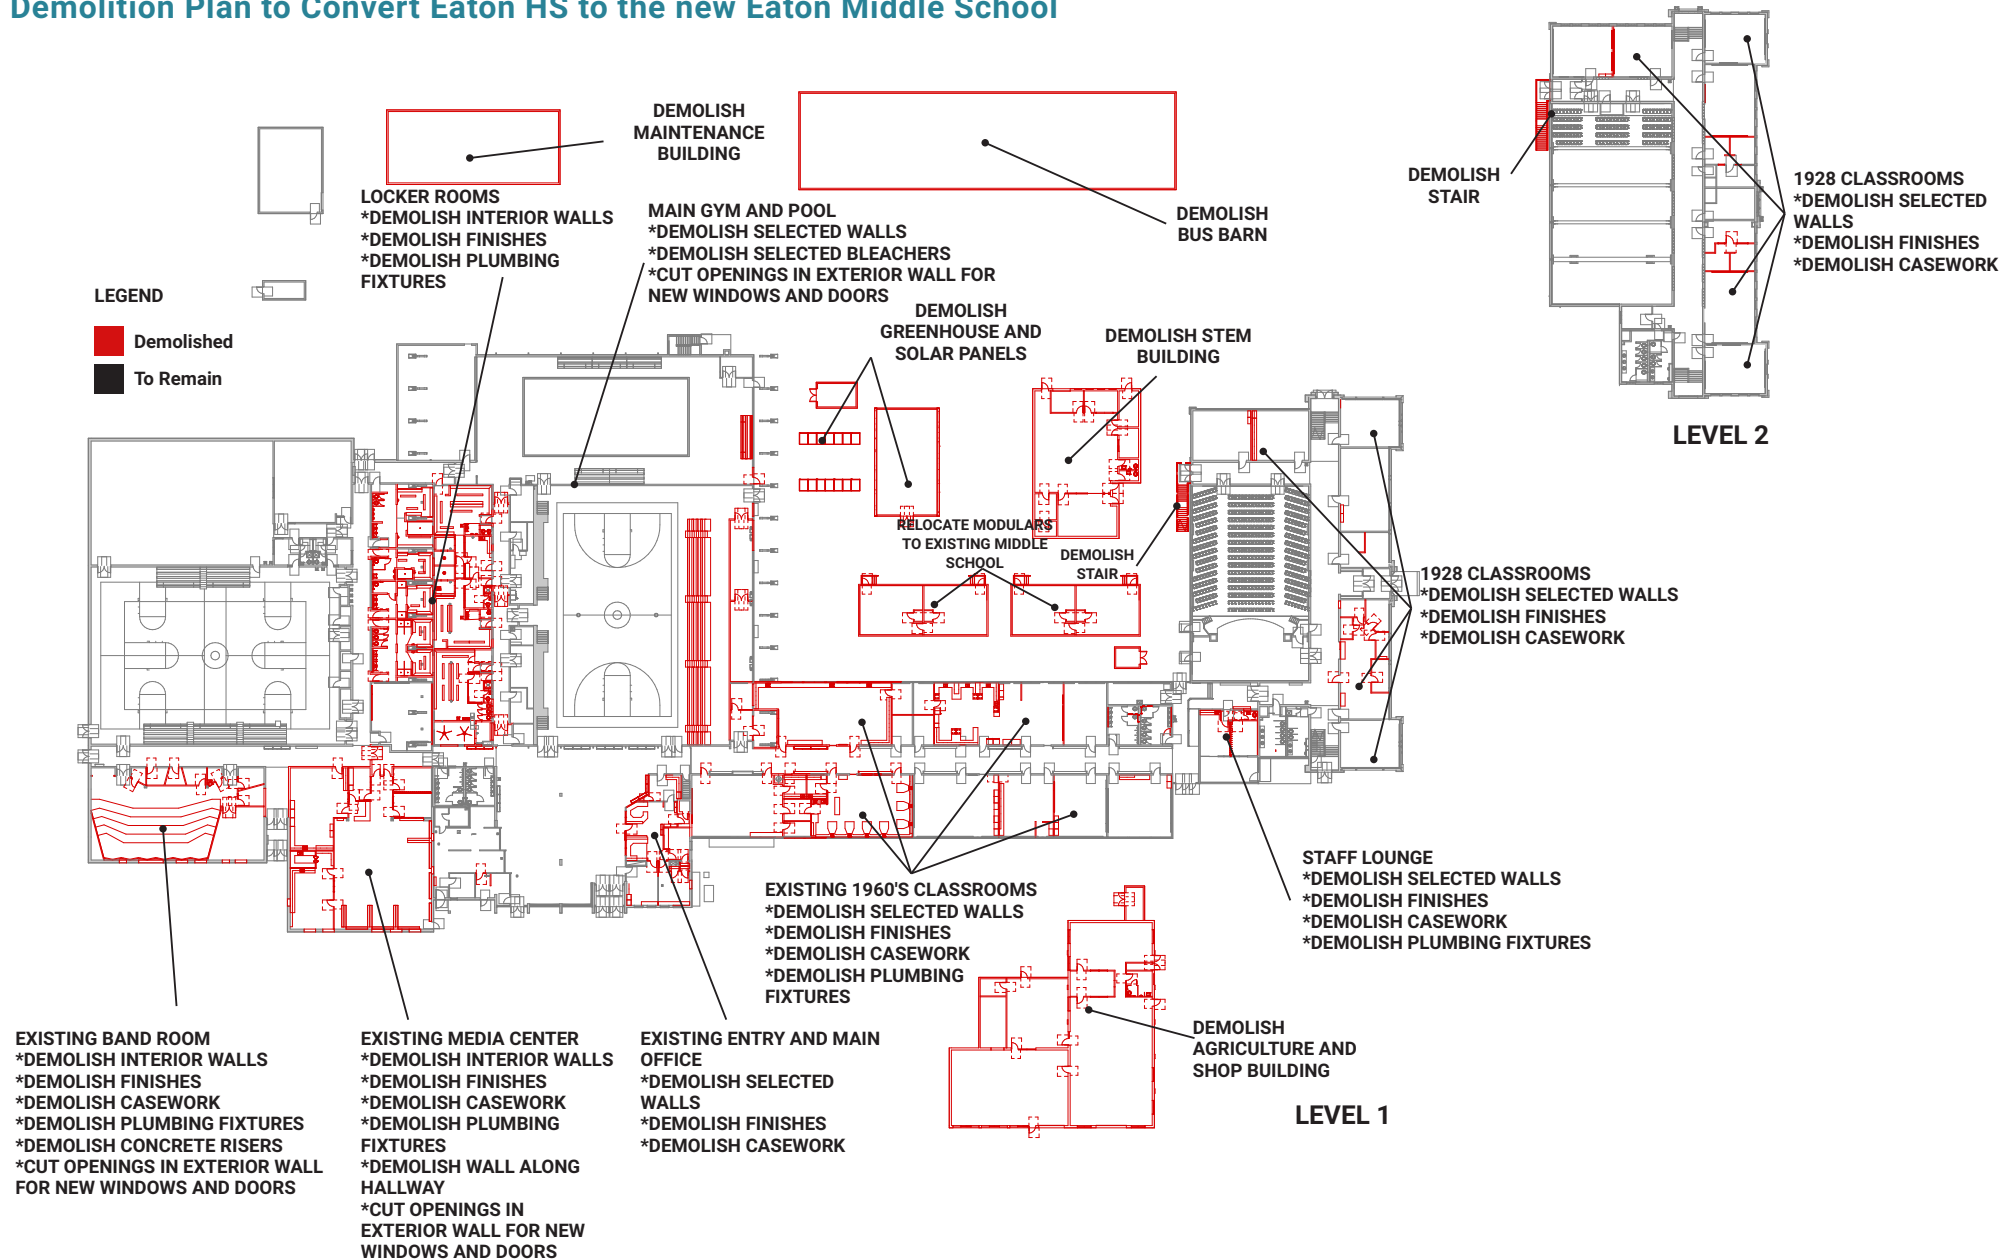 Demolition Plan to Convert Eaton HS to the new Eaton Middle School
DEMOLISH
MAINTENANCE
BUILDING
LOCKER ROOMS
*DEMOLISH INTERIOR WALLS
*DEMOLISH FINISHES
*DEMOLISH PLUMBING
FIXTURES
MAIN GYM AND POOL
*DEMOLISH SELECTED WALLS
*DEMOLISH SELECTED BLEACHERS
*CUT OPENINGS IN EXTERIOR WALL FOR
NEW WINDOWS AND DOORS
DEMOLISH
BUS BARN
DEMOLISH
STAIR
1928 CLASSROOMS
*DEMOLISH SELECTED
WALLS
*DEMOLISH FINISHES
*DEMOLISH CASEWORK
LEVEL 2
LEGEND
Demolished
To Remain
DEMOLISH
GREENHOUSE AND
SOLAR PANELS
DEMOLISH STEM
BUILDING
RELOCATE MODULARS
TO EXISTING MIDDLE
SCHOOL
DEMOLISH
STAIR
1928 CLASSROOMS
*DEMOLISH SELECTED WALLS
*DEMOLISH FINISHES
*DEMOLISH CASEWORK
STAFF LOUNGE
*DEMOLISH SELECTED WALLS
*DEMOLISH FINISHES
*DEMOLISH CASEWORK
*DEMOLISH PLUMBING FIXTURES
EXISTING 1960'S CLASSROOMS
*DEMOLISH SELECTED WALLS
*DEMOLISH FINISHES
*DEMOLISH CASEWORK
*DEMOLISH PLUMBING
FIXTURES
EXISTING BAND ROOM
*DEMOLISH INTERIOR WALLS
*DEMOLISH FINISHES
*DEMOLISH CASEWORK
*DEMOLISH PLUMBING FIXTURES
*DEMOLISH CONCRETE RISERS
*CUT OPENINGS IN EXTERIOR WALL
FOR NEW WINDOWS AND DOORS
EXISTING MEDIA CENTER
*DEMOLISH INTERIOR WALLS
*DEMOLISH FINISHES
*DEMOLISH CASEWORK
*DEMOLISH PLUMBING
FIXTURES
*DEMOLISH WALL ALONG
HALLWAY
*CUT OPENINGS IN
EXTERIOR WALL FOR NEW
WINDOWS AND DOORS
EXISTING ENTRY AND MAIN
OFFICE
*DEMOLISH SELECTED
WALLS
*DEMOLISH FINISHES
*DEMOLISH CASEWORK
DEMOLISH
AGRICULTURE AND
SHOP BUILDING
LEVEL 1